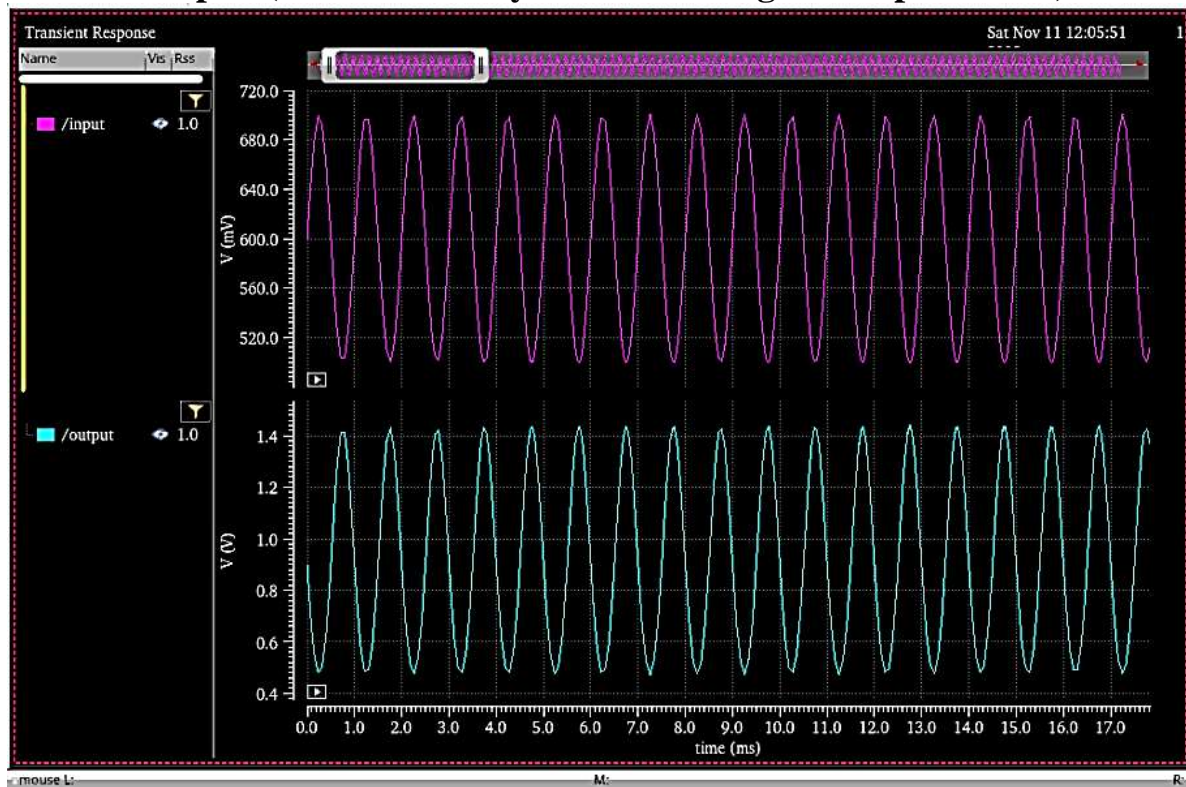 Transient Response
Sat Nov 11 12:05:51
1
Name Vis Rss
/input 1.0
720.0
680.0
640.0
600.0
560.0
520.0
V (mV)
/output 1.0
1.4
1.2
1.0
0.8
0.6
0.4
V (V)
0.0 1.0 2.0 3.0 4.0 5.0 6.0 7.0 8.0 9.0 10.0 11.0 12.0 13.0 14.0 15.0 16.0 17.0
time (ms)
mouse L: M: R: